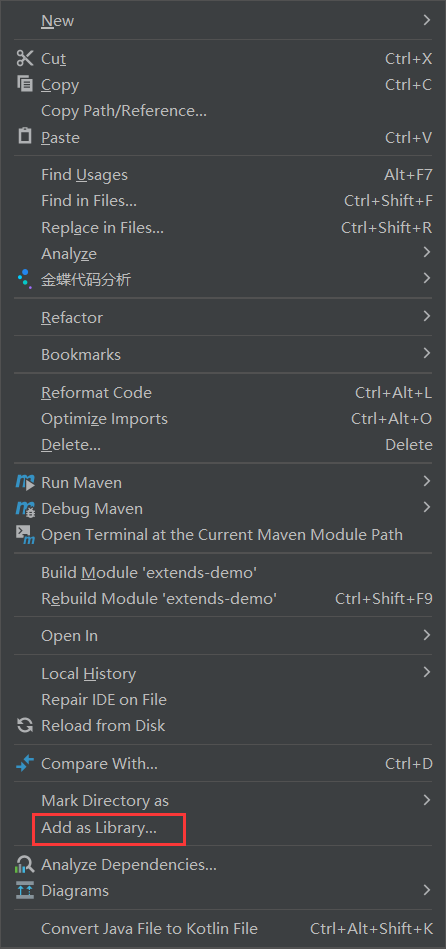 New
Cut Ctrl+X
Copy Ctrl+C
Copy Path/Reference...
Paste Ctrl+V
Find Usages Alt+F7
Find in Files... Ctrl+Shift+F
Replace in Files... Ctrl+Shift+R
Analyze
金蝶代码分析
Refactor
Bookmarks
Reformat Code Ctrl+Alt+L
Optimize Imports Ctrl+Alt+O
Delete... Delete
Run Maven
Debug Maven
Open Terminal at the Current Maven Module Path
Build Module 'extends-demo'
Rebuild Module 'extends-demo' Ctrl+Shift+F9
Open In
Local History
Repair IDE on File
Reload from Disk
Compare With... Ctrl+D
Mark Directory as
Add as Library...
Analyze Dependencies...
Diagrams
Convert Java File to Kotlin File Ctrl+Alt+Shift+K